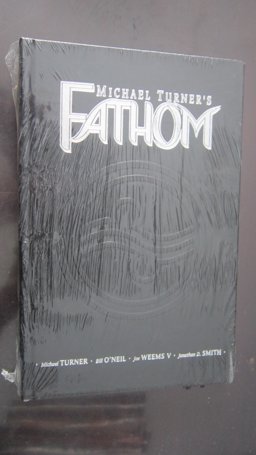 MICHAEL TURNER'S
FATHOM
• Michael TURNER • Bill O'NEIL • Joe WEEMS V • Jonathan D. SMITH •